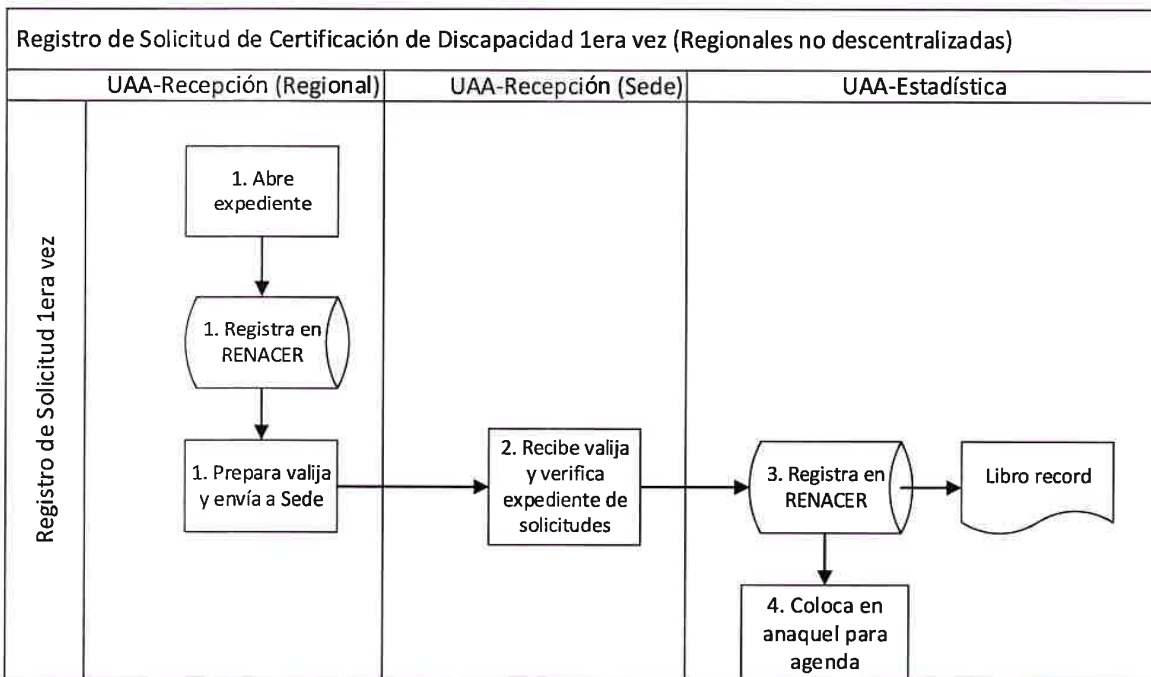 Registro de Solicitud de Certificación de Discapacidad 1era vez (Regionales no descentralizadas)
UAA-Recepción (Regional)
UAA-Recepción (Sede)
UAA-Estadística
Registro de Solicitud 1era vez
1. Abre
expediente
1. Registra en
RENACER
1. Prepara valija
y envía a Sede
2. Recibe valija
y verifica
expediente de
solicitudes
3. Registra en
RENACER
Libro record
4. Coloca en
anaquel para
agenda